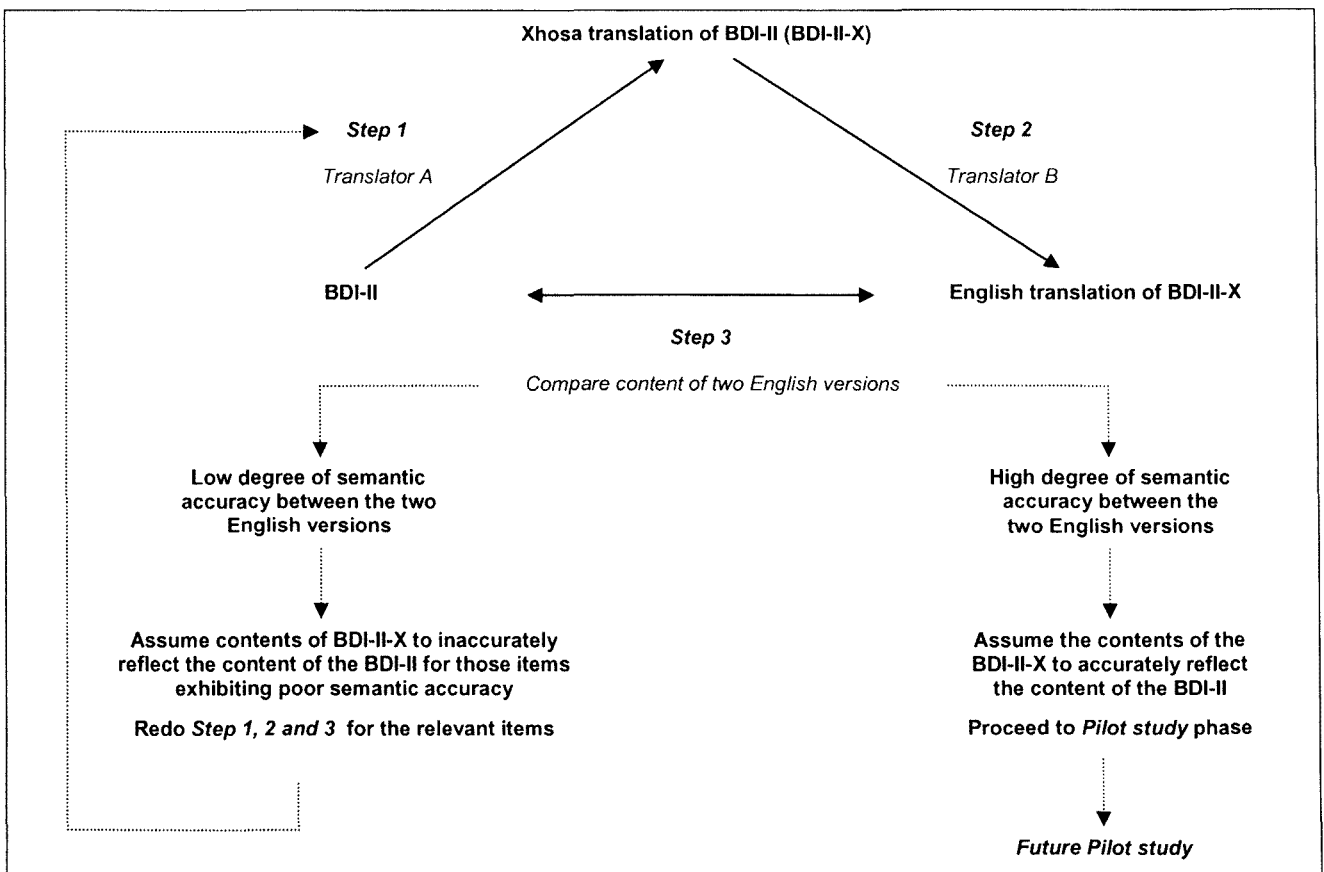 Xhosa translation of BDI-II (BDI-II-X)
Step 1
Step 2
Translator A
Translator B
BDI-II
English translation of BDI-II-X
Step 3
Compare content of two English versions
Low degree of semantic
accuracy between the two
English versions
High degree of semantic
accuracy between the
two English versions
Assume contents of BDI-II-X to inaccurately
reflect the content of the BDI-II for those items
exhibiting poor semantic accuracy
Redo Step 1, 2 and 3 for the relevant items
Assume the contents of the
BDI-II-X to accurately reflect
the content of the BDI-II
Proceed to Pilot study phase
Future Pilot study